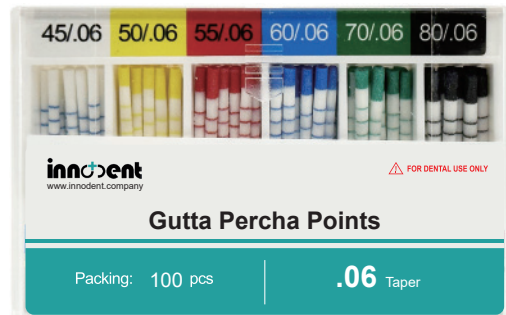 45/.06 50/.06 55/.06 60/.06 70/.06 80/.06
innodent
www.innodent.company
FOR DENTAL USE ONLY
Gutta Percha Points
Packing: 100 pcs
.06 Taper